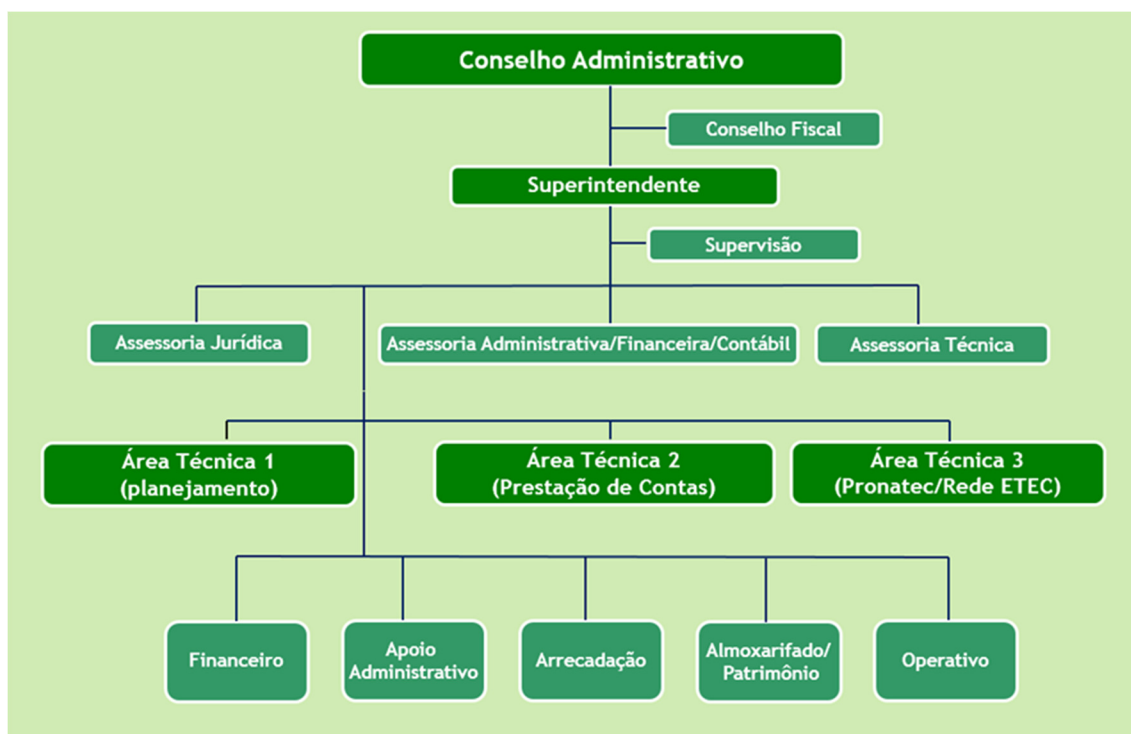 Conselho Administrativo
Conselho Fiscal
Superintendente
Supervisão
Assessoria Jurídica
Assessoria Administrativa/Financeira/Contábil
Assessoria Técnica
Área Técnica 1
(planejamento)
Área Técnica 2
(Prestação de Contas)
Área Técnica 3
(Pronatec/Rede ETEC)
Financeiro
Apoio
Administrativo
Arrecadação
Almoxarifado/
Patrimônio
Operativo